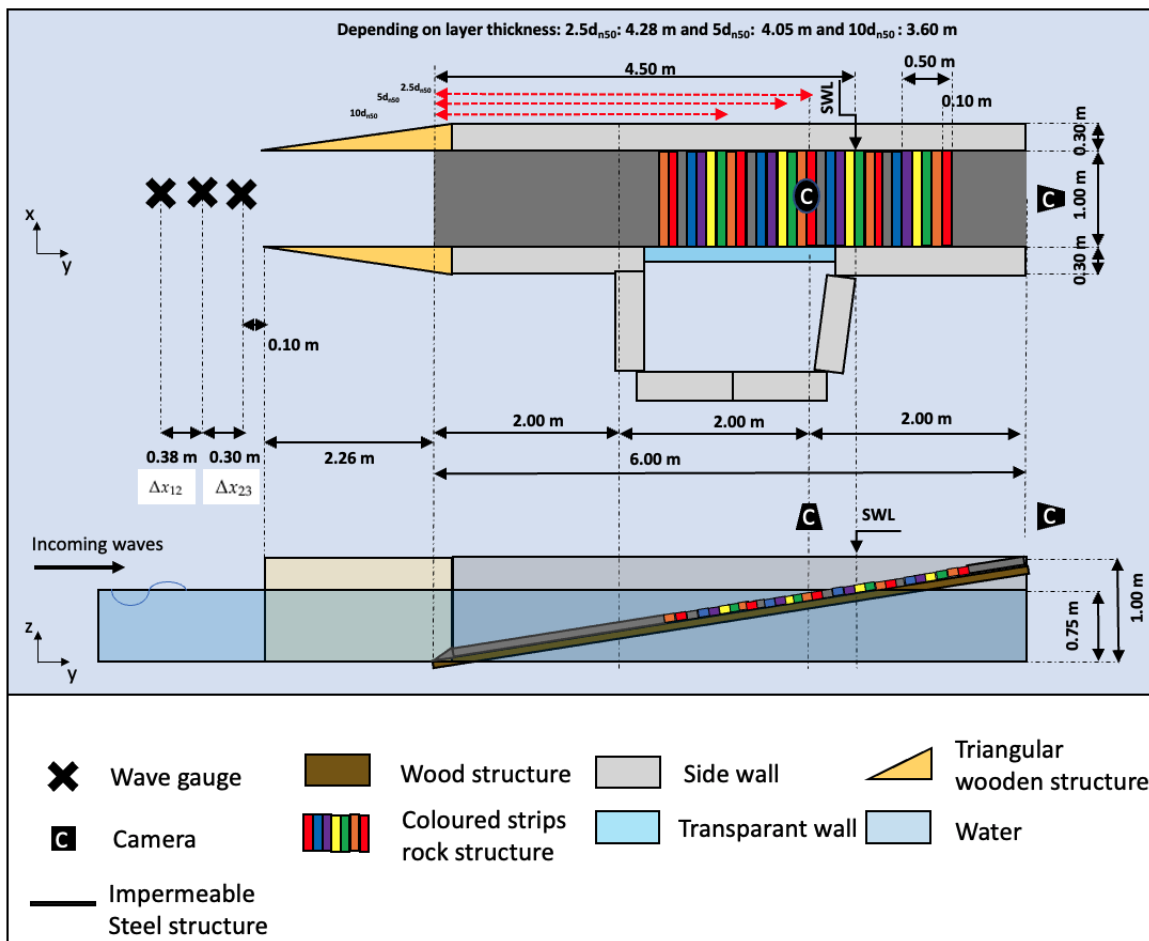 Depending on layer thickness: 2.5dn50: 4.28 m and 5dn50: 4.05 m and 10dn50: 3.60 m
4.50 m
0.50 m
2.5dn50
5dn50
10dn50
SWL
0.10 m
0.30 m
C
C
1.00 m
x
y
0.30 m
0.10 m
2.00 m
2.00 m
2.00 m
0.38 m
0.30 m
2.26 m
6.00 m
Δx12
Δx23
C
SWL
C
Incoming waves
0.75 m
1.00 m
z
y
Wave gauge
Wood structure
Side wall
Triangular
wooden structure
C
Camera
Coloured strips
rock structure
Transparant wall
Water
Impermeable
Steel structure